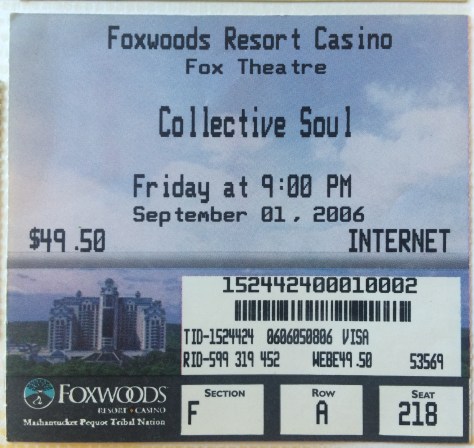 Foxwoods Resort Casino
Fox Theatre
Collective Soul
Friday at 9:00 PM
September 01, 2006
$49.50 INTERNET
152442400010002
TID-1524424 0606050806 VISA
RID-599 319 452 WEBE49.50 53569
FOXWOODS
RESORT • CASINO
Mashantucket Pequot Tribal Nation
SECTION ROW SEAT
F A 218